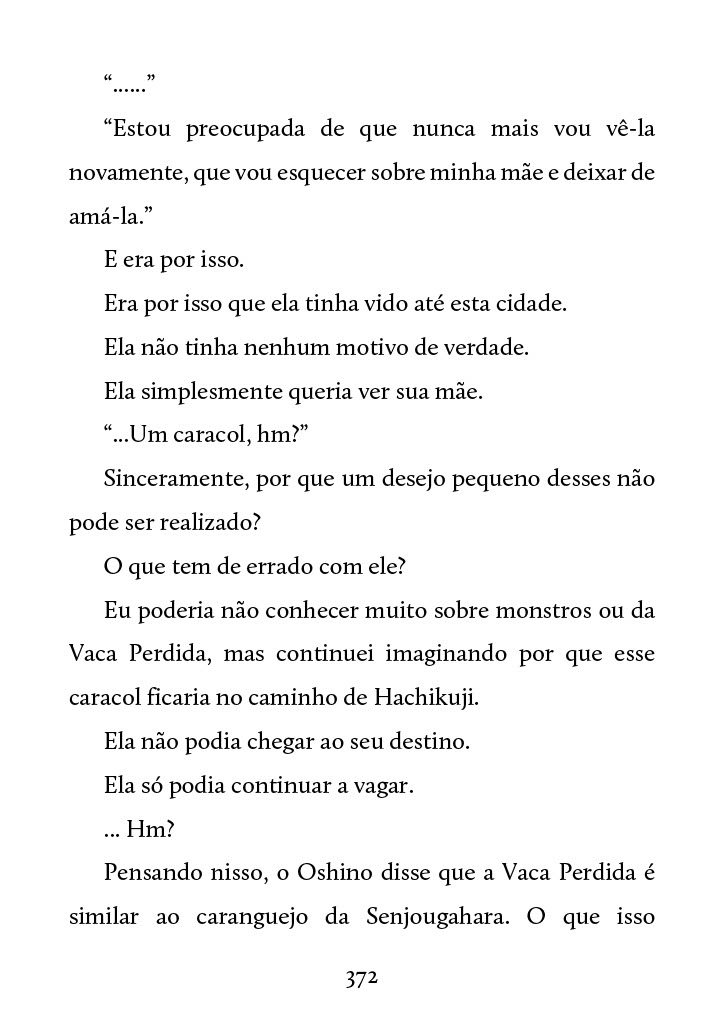 “......”
“Estou preocupada de que nunca mais vou vê-la
novamente, que vou esquecer sobre minha mãe e deixar de
amá-la.”
E era por isso.
Era por isso que ela tinha vido até esta cidade.
Ela não tinha nenhum motivo de verdade.
Ela simplesmente queria ver sua mãe.
“...Um caracol, hm?”
Sinceramente, por que um desejo pequeno desses não
pode ser realizado?
O que tem de errado com ele?
Eu poderia não conhecer muito sobre monstros ou da
Vaca Perdida, mas continuei imaginando por que esse
caracol ficaria no caminho de Hachikuji.
Ela não podia chegar ao seu destino.
Ela só podia continuar a vagar.
... Hm?
Pensando nisso, o Oshino disse que a Vaca Perdida é
similar ao caranguejo da Senjougahara. O que isso
372